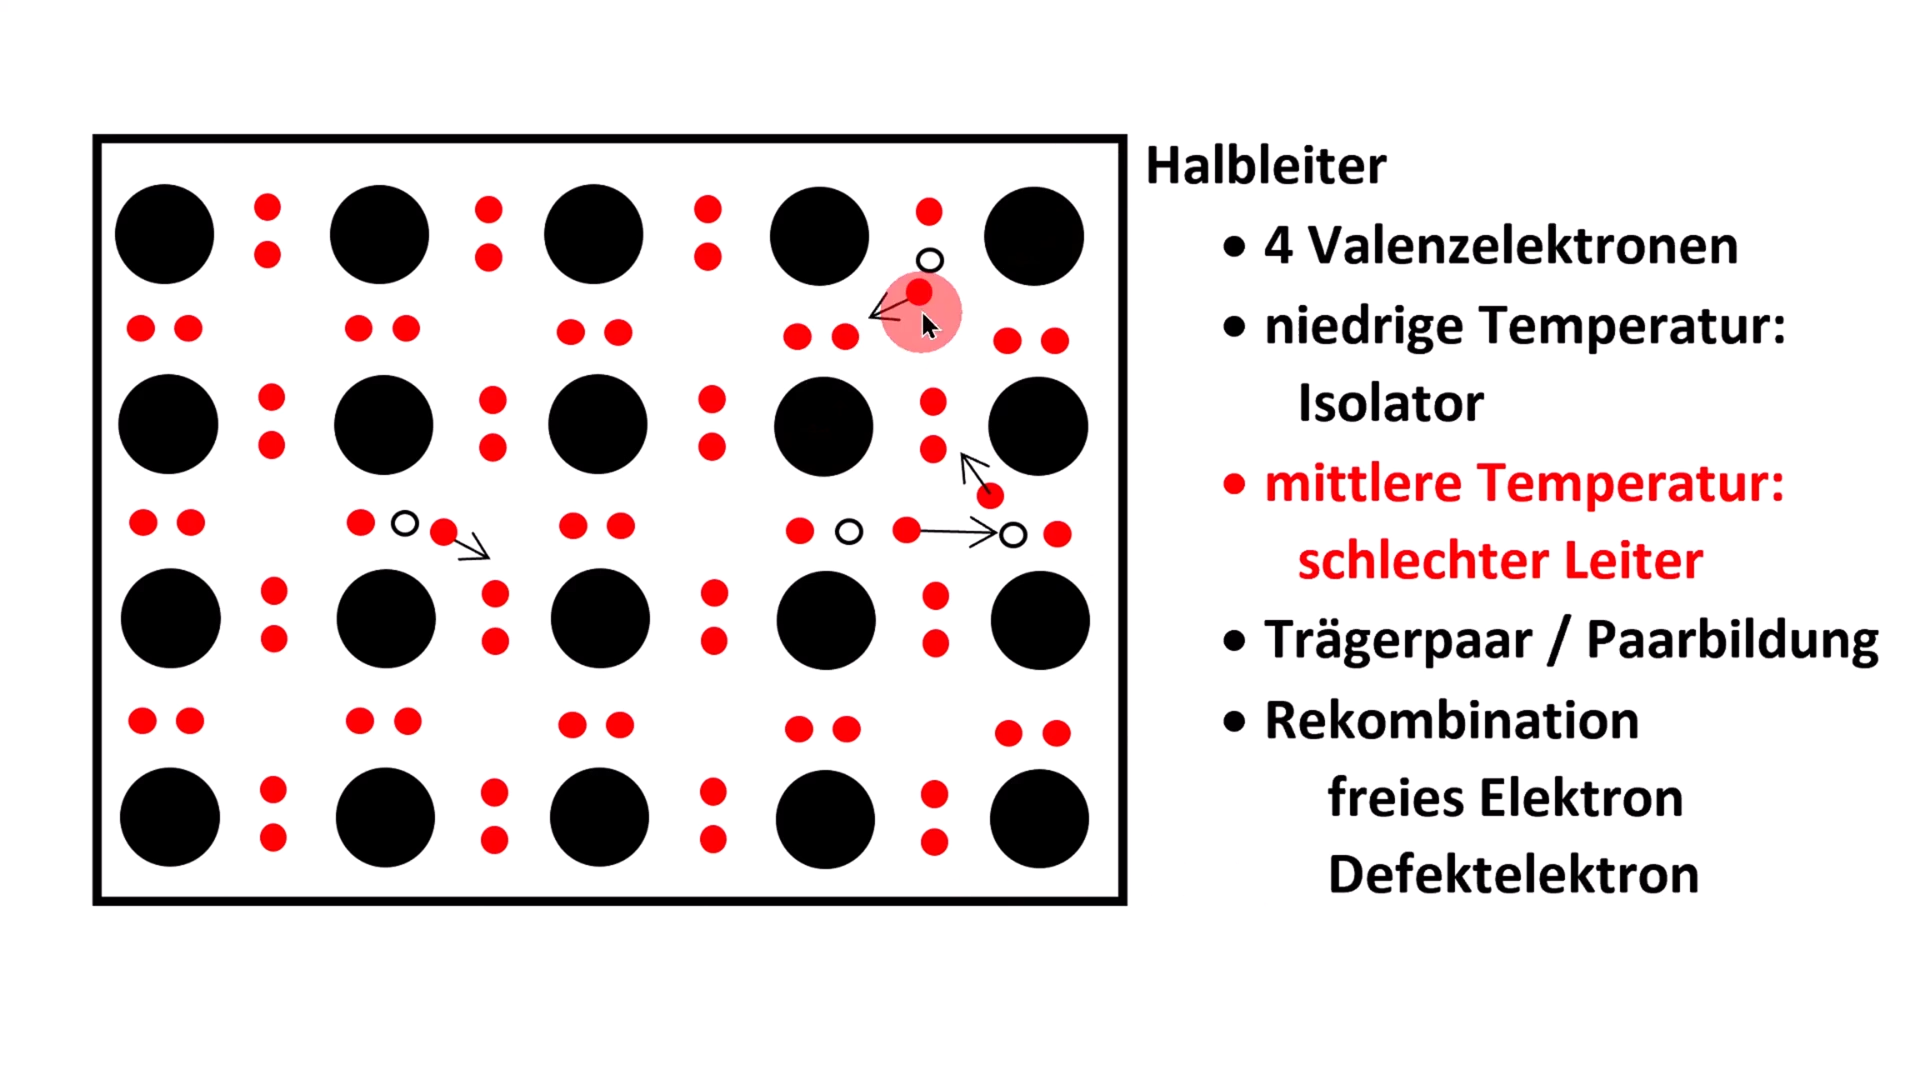 Halbleiter
• 4 Valenzelektronen
• niedrige Temperatur:
Isolator
• mittlere Temperatur:
schlechter Leiter
• Trägerpaar / Paarbildung
• Rekombination
freies Elektron
Defektelektron